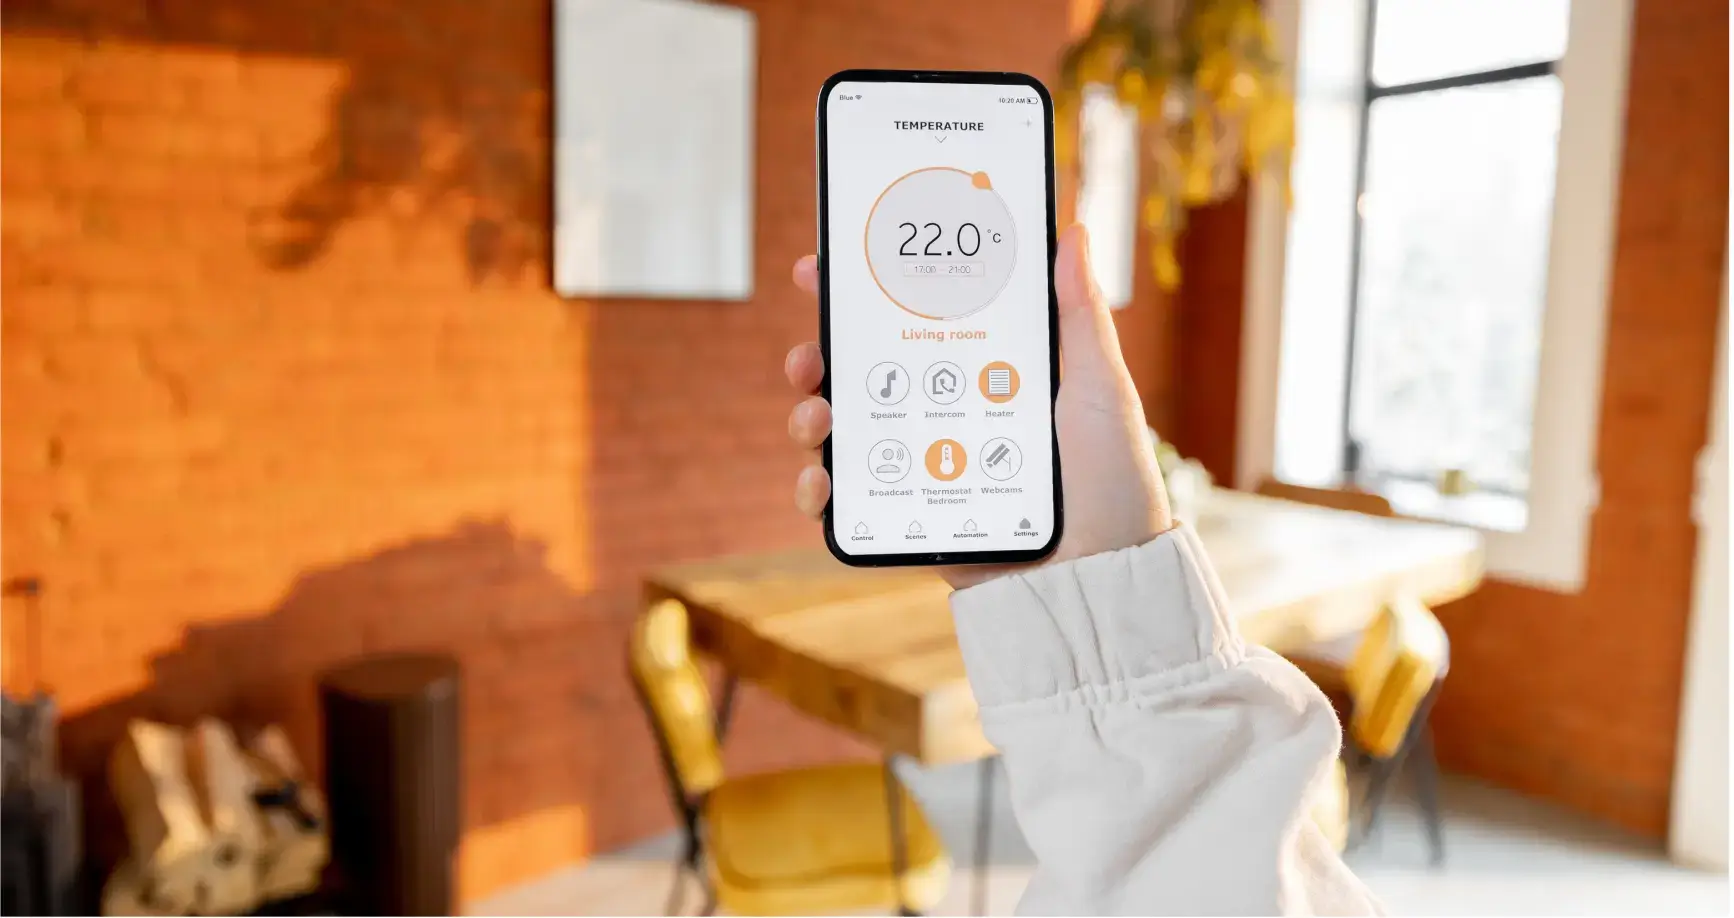 Blue
10:20 AM
TEMPERATURE
22.0 °C
17:00 - 21:00
Living room
Speaker Intercom Heater
Broadcast Thermostat Bedroom Webcams
Control Scenes Automation Settings